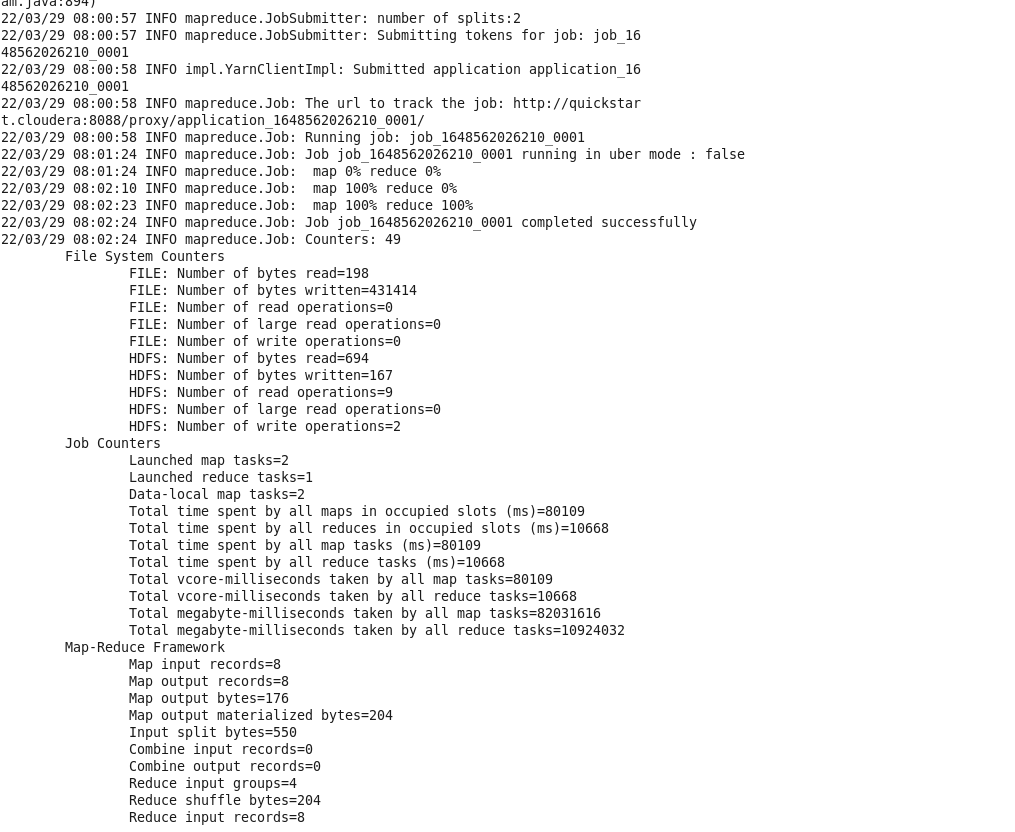 am.java:894)
22/03/29 08:00:57 INFO mapreduce.JobSubmitter: number of splits:2
22/03/29 08:00:57 INFO mapreduce.JobSubmitter: Submitting tokens for job: job_16
48562026210_0001
22/03/29 08:00:58 INFO impl.YarnClientImpl: Submitted application application_16
48562026210_0001
22/03/29 08:00:58 INFO mapreduce.Job: The url to track the job: http://quickstar
t.cloudera:8088/proxy/application_1648562026210_0001/
22/03/29 08:00:58 INFO mapreduce.Job: Running job: job_1648562026210_0001
22/03/29 08:01:24 INFO mapreduce.Job: Job job_1648562026210_0001 running in uber mode : false
22/03/29 08:01:24 INFO mapreduce.Job:  map 0% reduce 0%
22/03/29 08:02:10 INFO mapreduce.Job:  map 100% reduce 0%
22/03/29 08:02:23 INFO mapreduce.Job:  map 100% reduce 100%
22/03/29 08:02:24 INFO mapreduce.Job: Job job_1648562026210_0001 completed successfully
22/03/29 08:02:24 INFO mapreduce.Job: Counters: 49
File System Counters
FILE: Number of bytes read=198
FILE: Number of bytes written=431414
FILE: Number of read operations=0
FILE: Number of large read operations=0
FILE: Number of write operations=0
HDFS: Number of bytes read=694
HDFS: Number of bytes written=167
HDFS: Number of read operations=9
HDFS: Number of large read operations=0
HDFS: Number of write operations=2
Job Counters
Launched map tasks=2
Launched reduce tasks=1
Data-local map tasks=2
Total time spent by all maps in occupied slots (ms)=80109
Total time spent by all reduces in occupied slots (ms)=10668
Total time spent by all map tasks (ms)=80109
Total time spent by all reduce tasks (ms)=10668
Total vcore-milliseconds taken by all map tasks=80109
Total vcore-milliseconds taken by all reduce tasks=10668
Total megabyte-milliseconds taken by all map tasks=82031616
Total megabyte-milliseconds taken by all reduce tasks=10924032
Map-Reduce Framework
Map input records=8
Map output records=8
Map output bytes=176
Map output materialized bytes=204
Input split bytes=550
Combine input records=0
Combine output records=0
Reduce input groups=4
Reduce shuffle bytes=204
Reduce input records=8